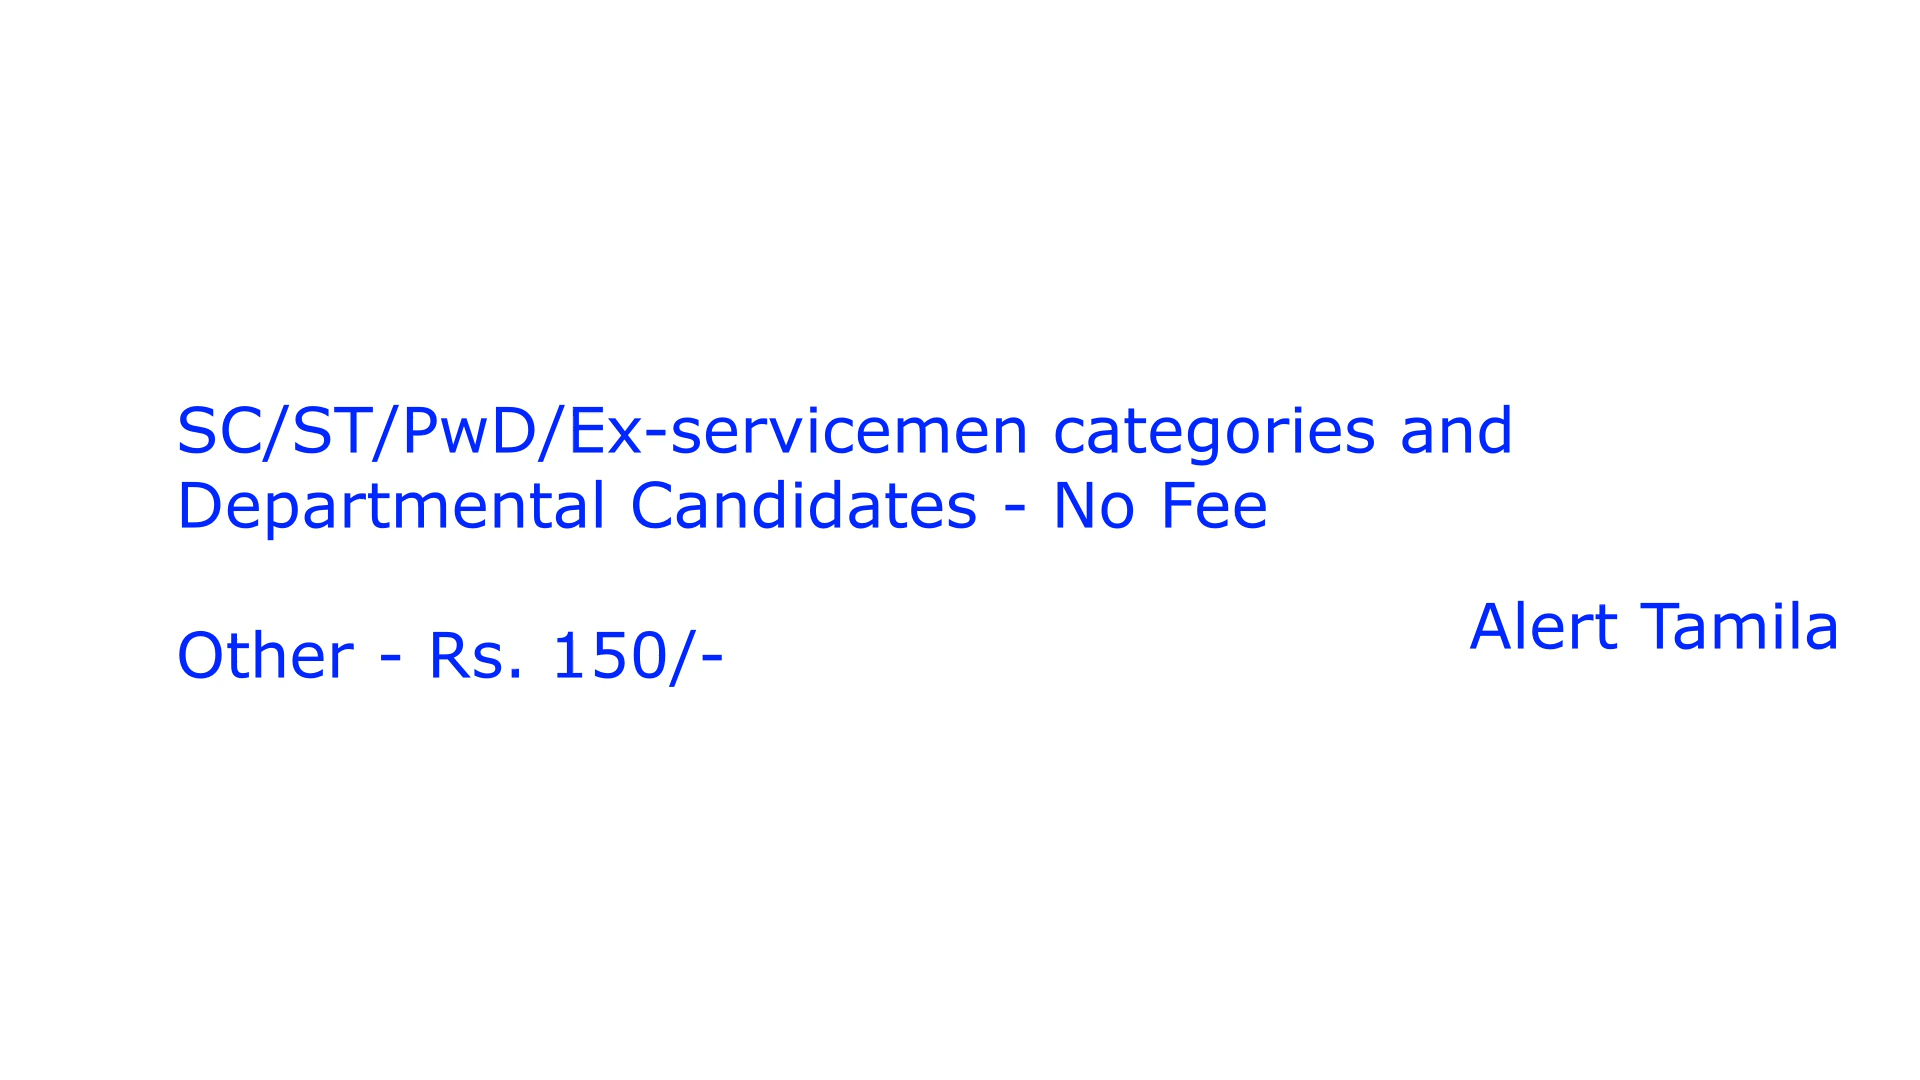 SC/ST/PwD/Ex-servicemen categories and
Departmental Candidates - No Fee
Other - Rs. 150/-
Alert Tamila